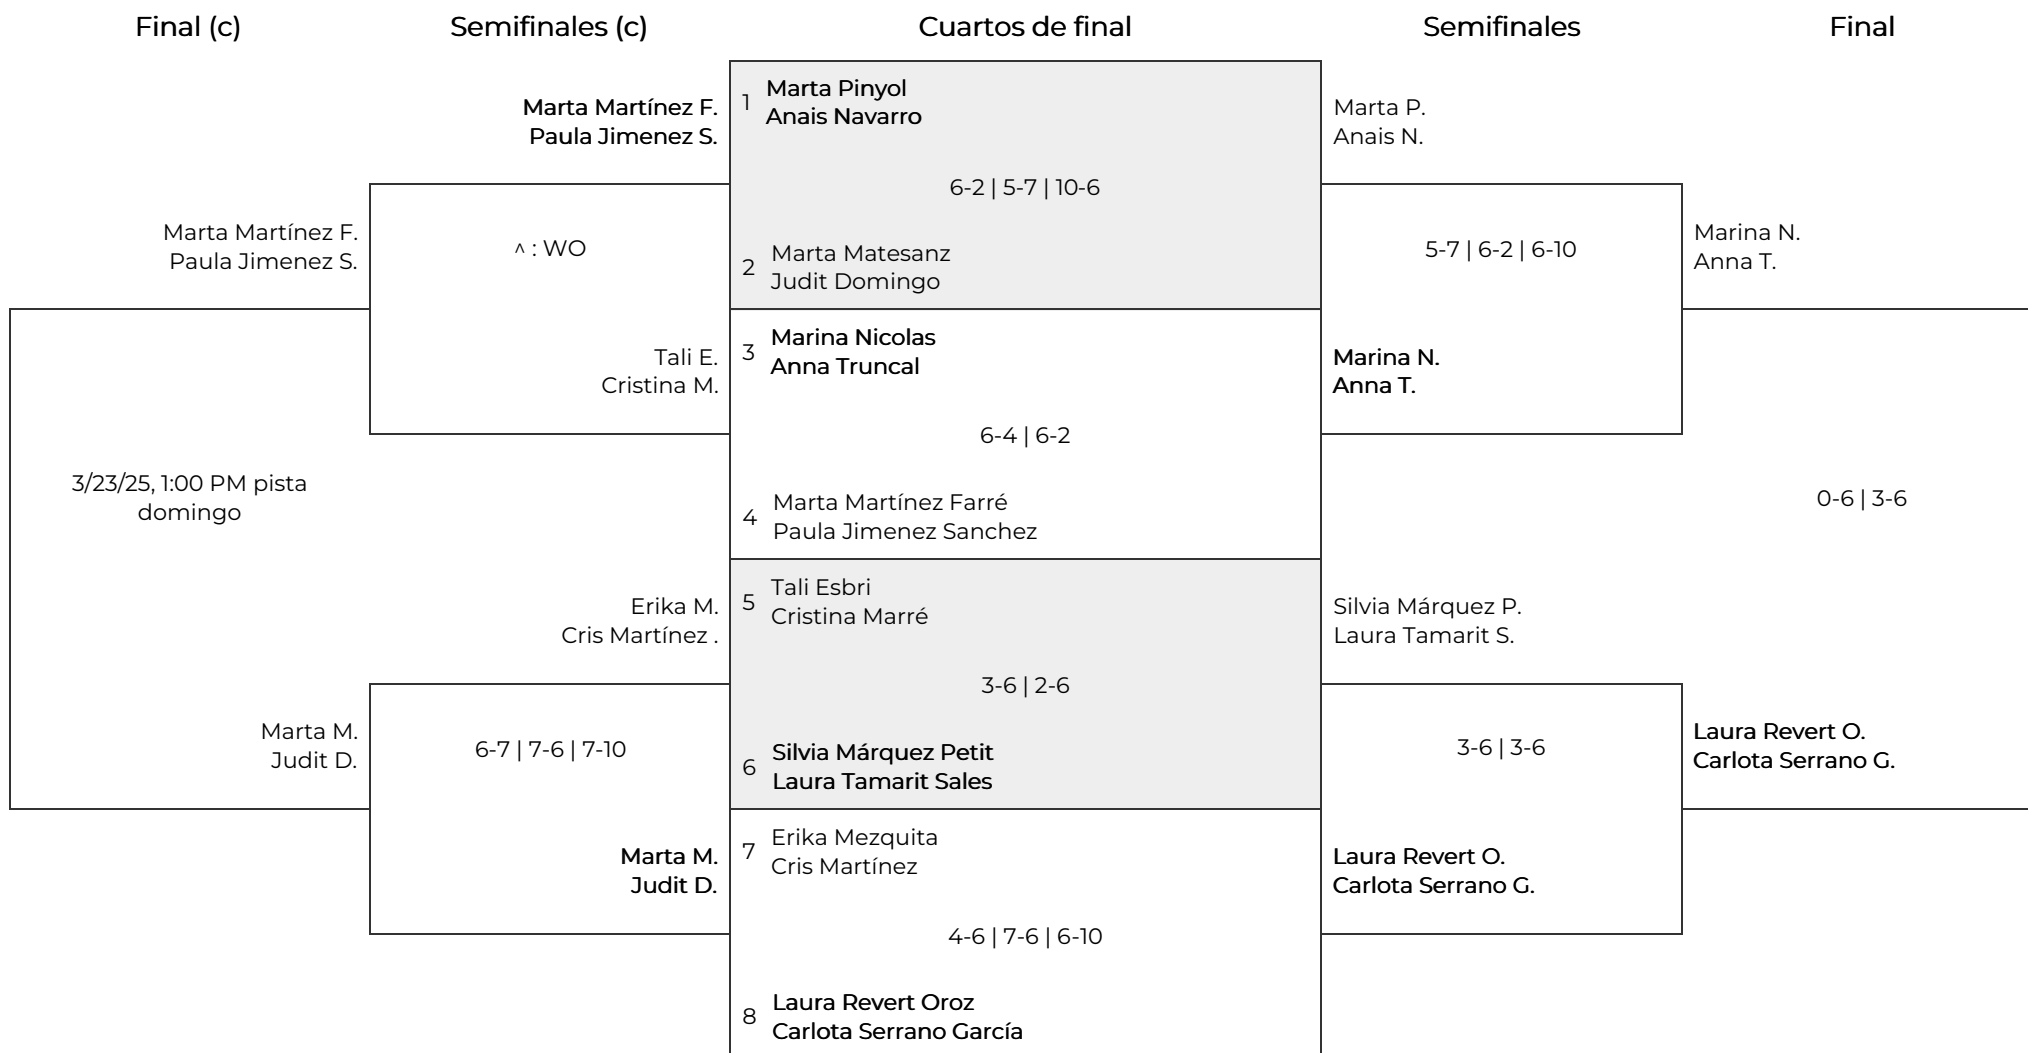 Final (c)
Semifinales (c)
Cuartos de final
Semifinales
Final
Marta Martínez F.
Paula Jimenez S.
Marta Martínez F.
Paula Jimenez S.
^ : WO
Tali E.
Cristina M.
3/23/25, 1:00 PM pista
domingo
Erika M.
Cris Martínez .
Marta M.
Judit D.
6-7 | 7-6 | 7-10
Marta M.
Judit D.
1
Marta Pinyol
Anais Navarro
6-2 | 5-7 | 10-6
2
Marta Matesanz
Judit Domingo
3
Marina Nicolas
Anna Truncal
6-4 | 6-2
4
Marta Martínez Farré
Paula Jimenez Sanchez
5
Tali Esbri
Cristina Marré
3-6 | 2-6
6
Silvia Márquez Petit
Laura Tamarit Sales
7
Erika Mezquita
Cris Martínez
4-6 | 7-6 | 6-10
8
Laura Revert Oroz
Carlota Serrano García
Marta P.
Anais N.
5-7 | 6-2 | 6-10
Marina N.
Anna T.
Silvia Márquez P.
Laura Tamarit S.
3-6 | 3-6
Laura Revert O.
Carlota Serrano G.
Marina N.
Anna T.
0-6 | 3-6
Laura Revert O.
Carlota Serrano G.